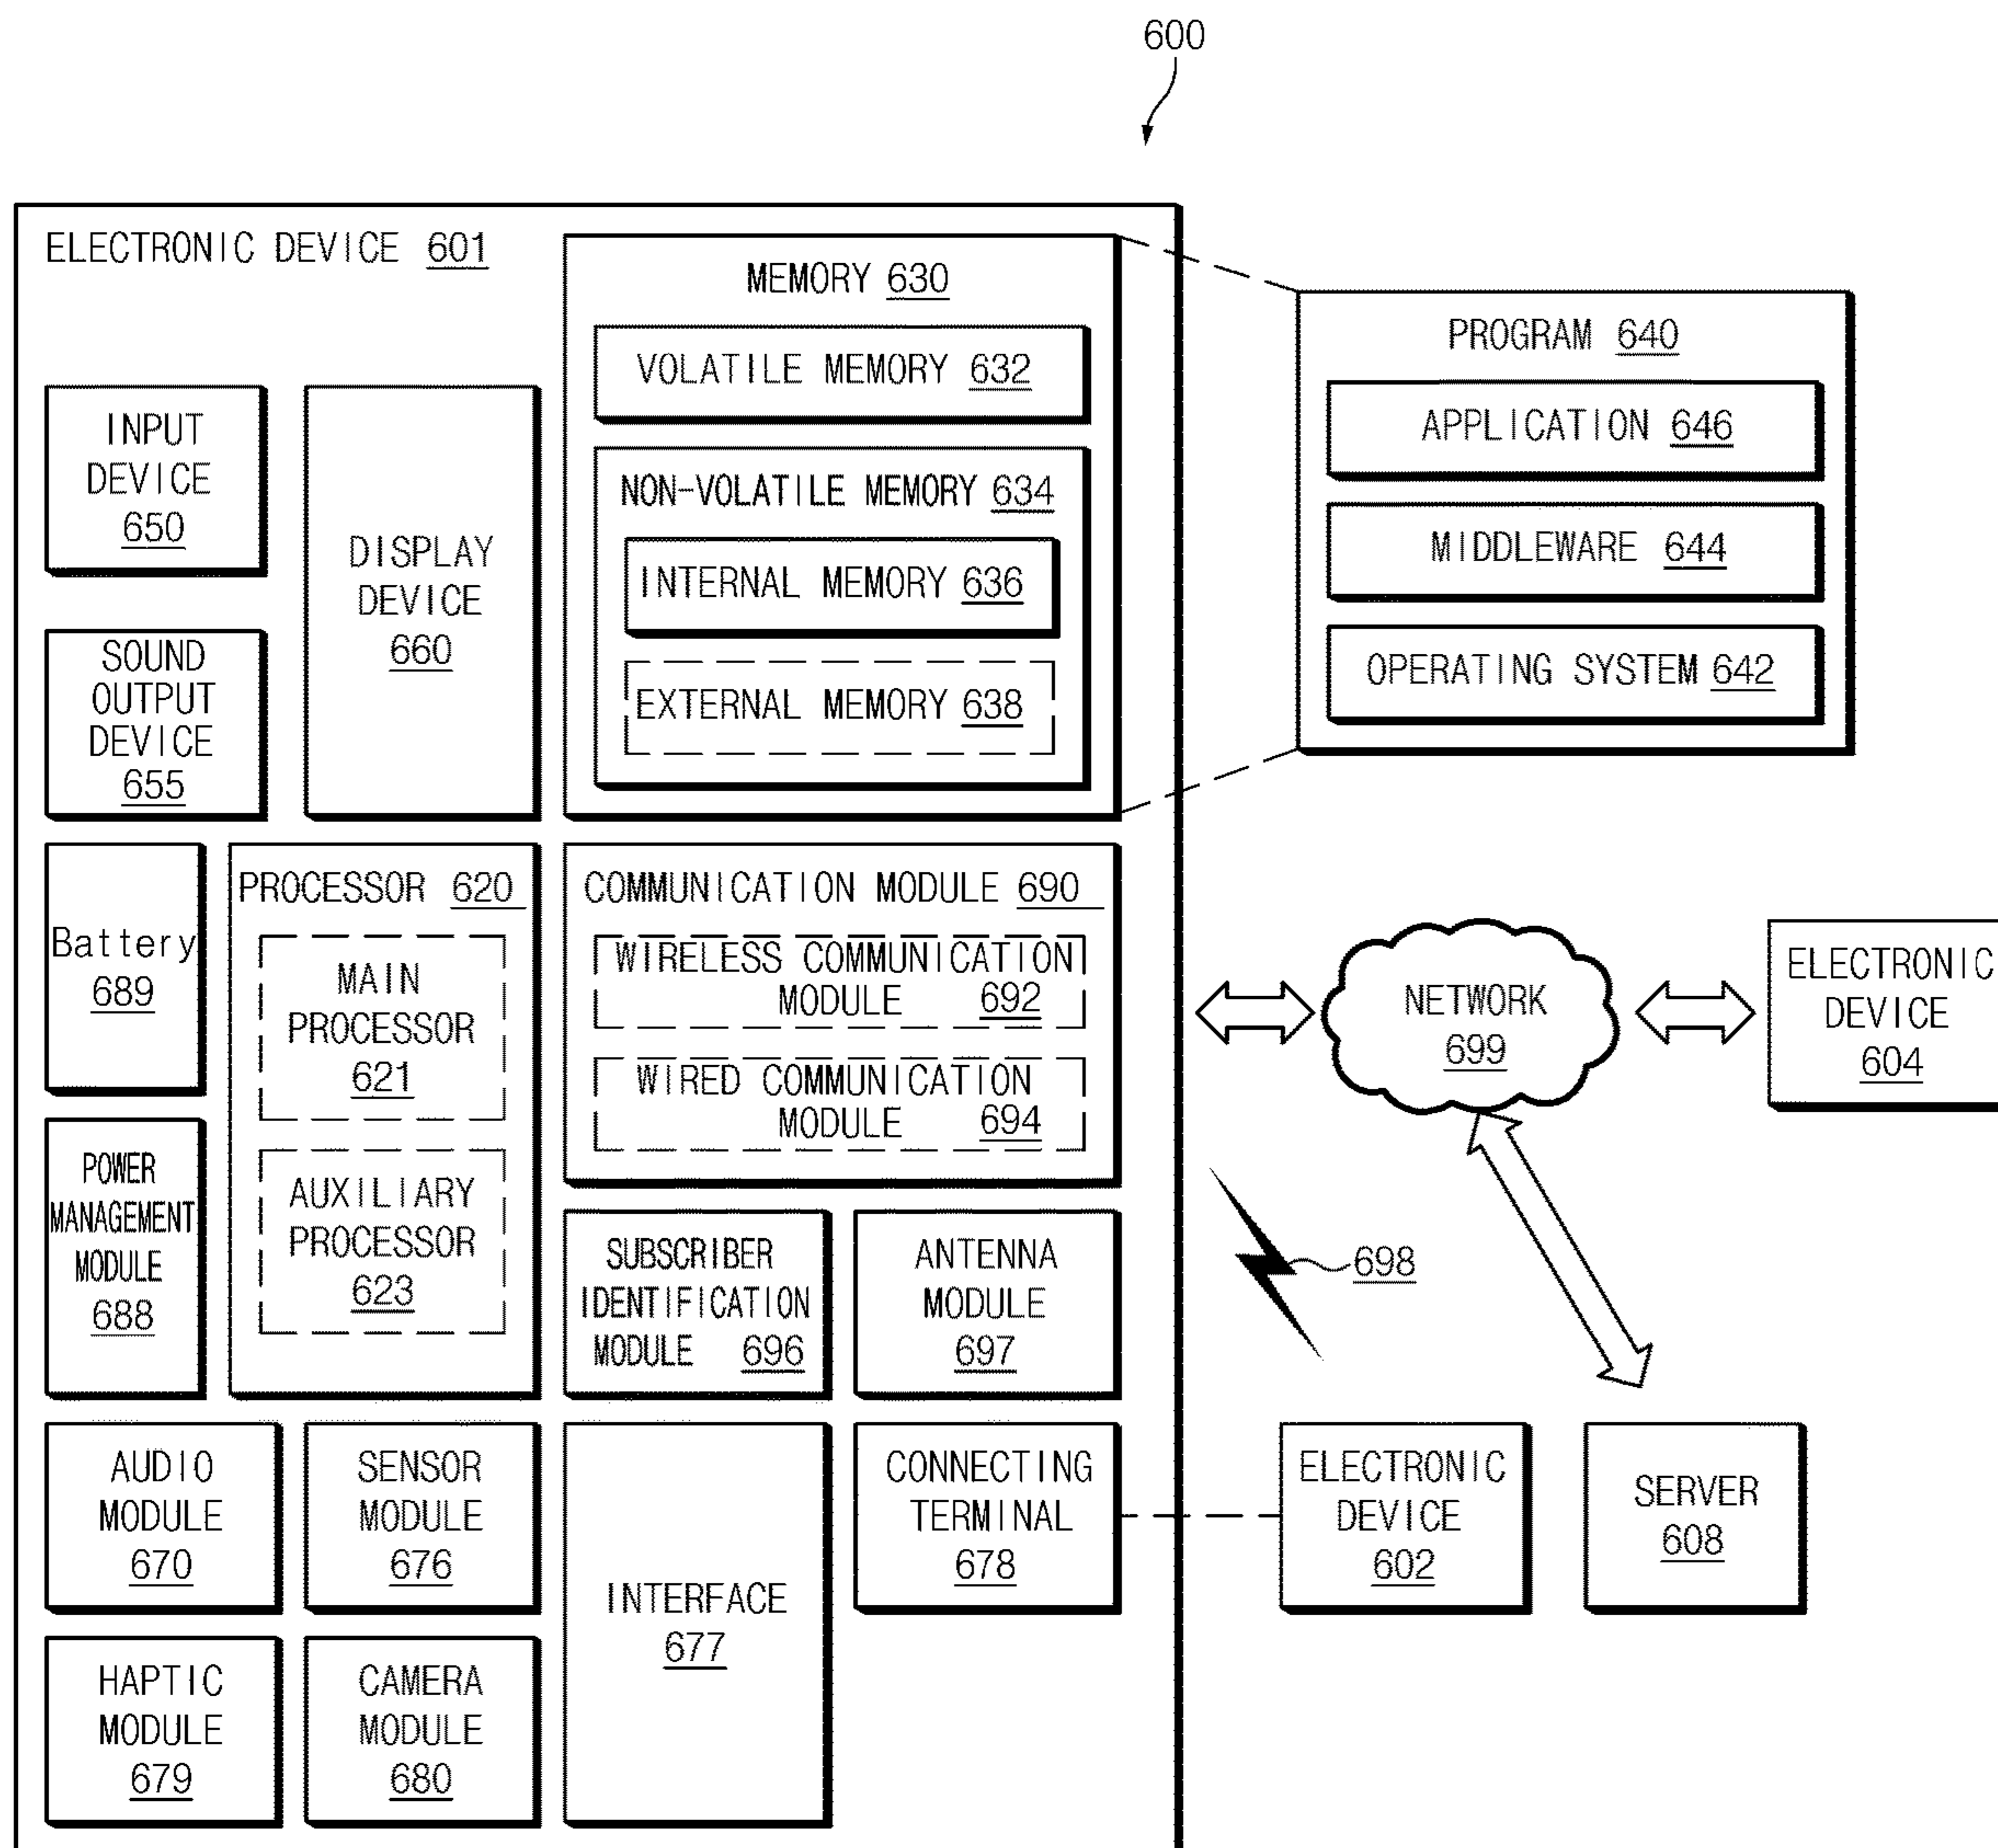 600
ELECTRONIC DEVICE 601
INPUT
DEVICE
650
SOUND
OUTPUT
DEVICE
655
DISPLAY
DEVICE
660
MEMORY 630
VOLATILE MEMORY 632
NON-VOLATILE MEMORY 634
INTERNAL MEMORY 636
EXTERNAL MEMORY 638
PROGRAM 640
APPLICATION 646
MIDDLEWARE 644
OPERATING SYSTEM 642
Battery
689
POWER
MANAGEMENT
MODULE
688
PROCESSOR 620
MAIN
PROCESSOR
621
AUXILIARY
PROCESSOR
623
COMMUNICATION MODULE 690
WIRELESS COMMUNICATION
MODULE 692
WIRED COMMUNICATION
MODULE 694
SUBSCRIBER
IDENTIFICATION
MODULE 696
ANTENNA
MODULE
697
NETWORK
699
ELECTRONIC
DEVICE
604
698
AUDIO
MODULE
670
SENSOR
MODULE
676
INTERFACE
677
CONNECTING
TERMINAL
678
ELECTRONIC
DEVICE
602
SERVER
608
HAPTIC
MODULE
679
CAMERA
MODULE
680